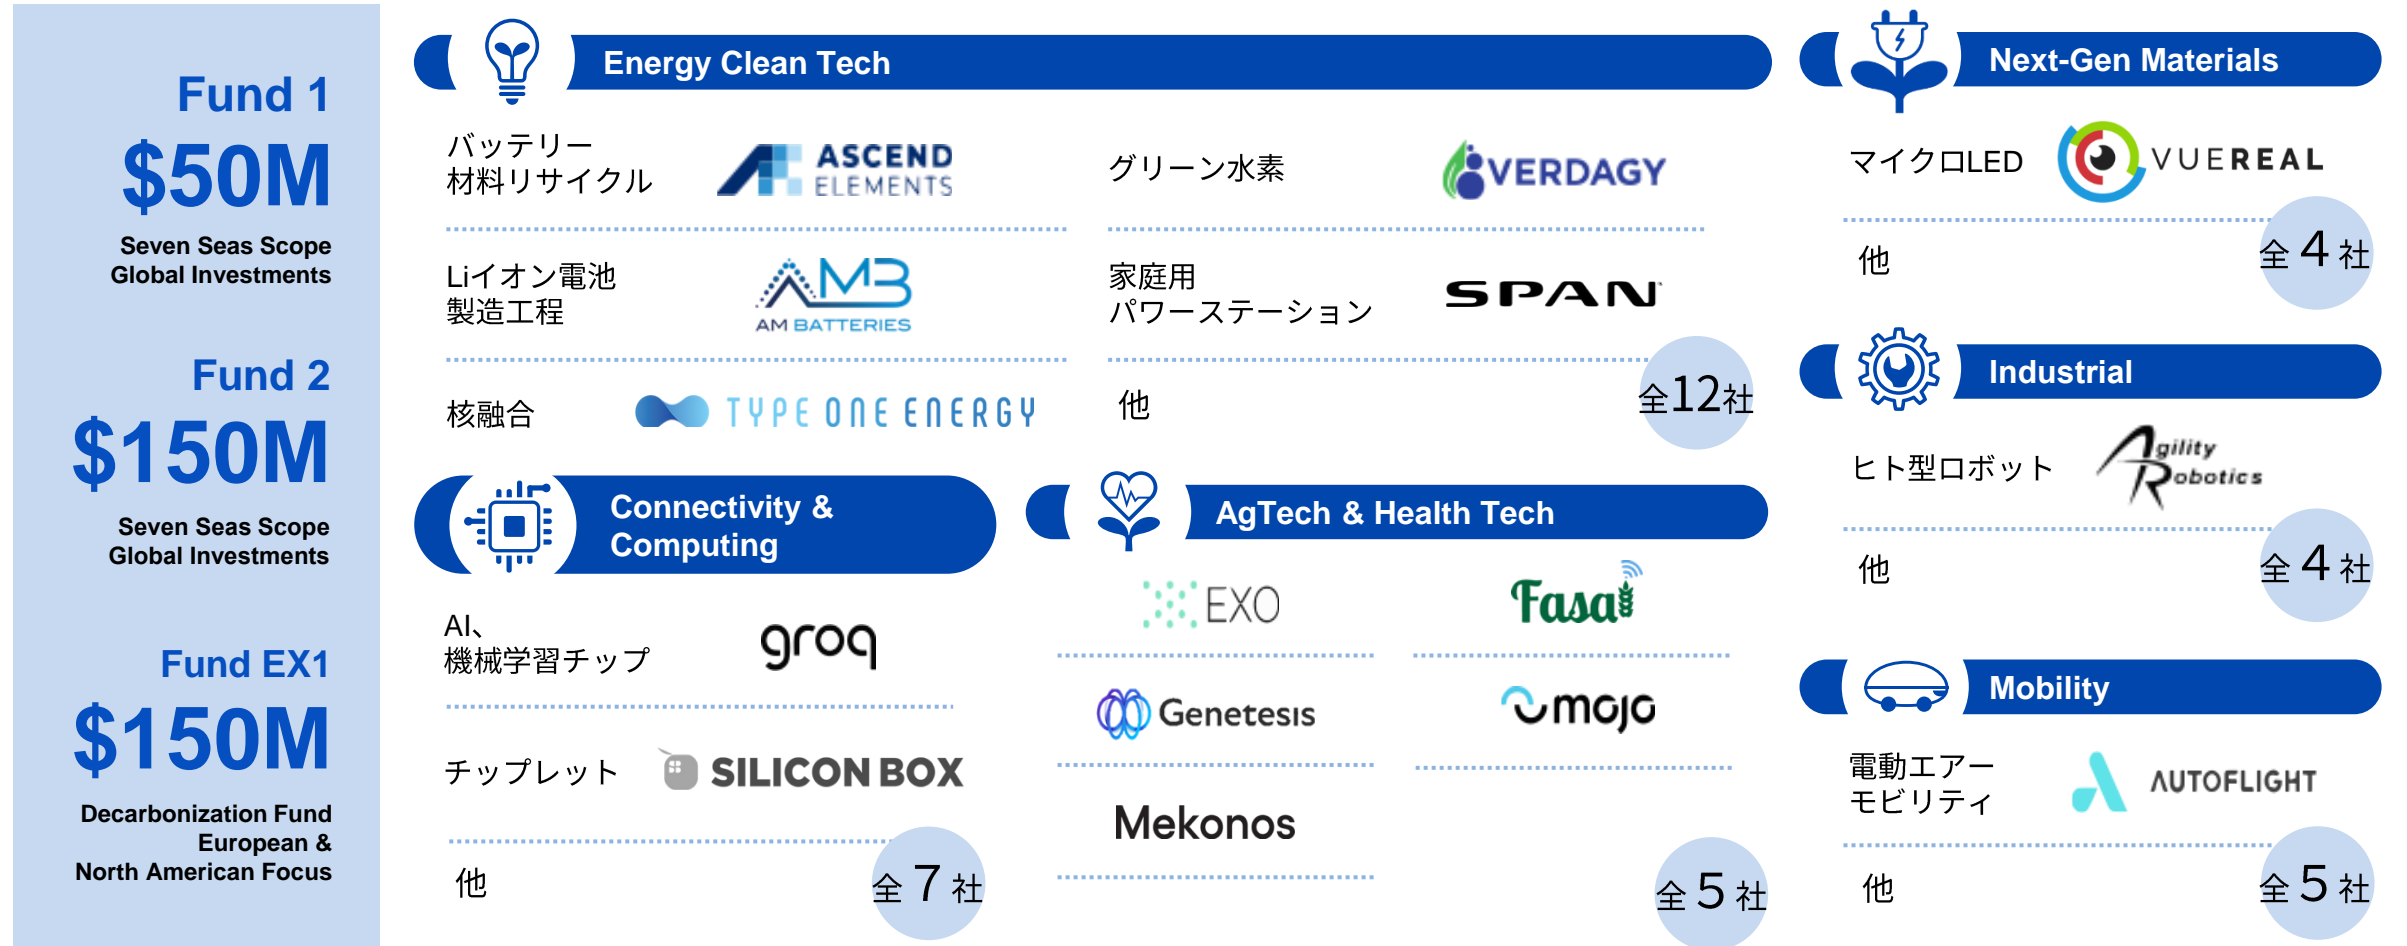 Fund 1
$50M
Seven Seas Scope
Global Investments
Fund 2
$150M
Seven Seas Scope
Global Investments
Fund EX1
$150M
Decarbonization Fund
European &
North American Focus
Energy Clean Tech
バッテリー
材料リサイクル
ASCEND
ELEMENTS
Liイオン電池
製造工程
AMB
AM BATTERIES
核融合
TYPE ONE ENERGY
グリーン水素
VERDAGY
家庭用
パワーステーション
SPAN
他
全12社
Connectivity &
Computing
AI、
機械学習チップ
groq
チップレット
SILICON BOX
他
全7社
AgTech & Health Tech
EXO
Fasal
Genetesis
mojo
Mekonos
全5社
Next-Gen Materials
マイクロLED
VUEREAL
他
全4社
Industrial
ヒト型ロボット
Agility
Robotics
他
全4社
Mobility
電動エアー
モビリティ
AUTOFLIGHT
他
全5社